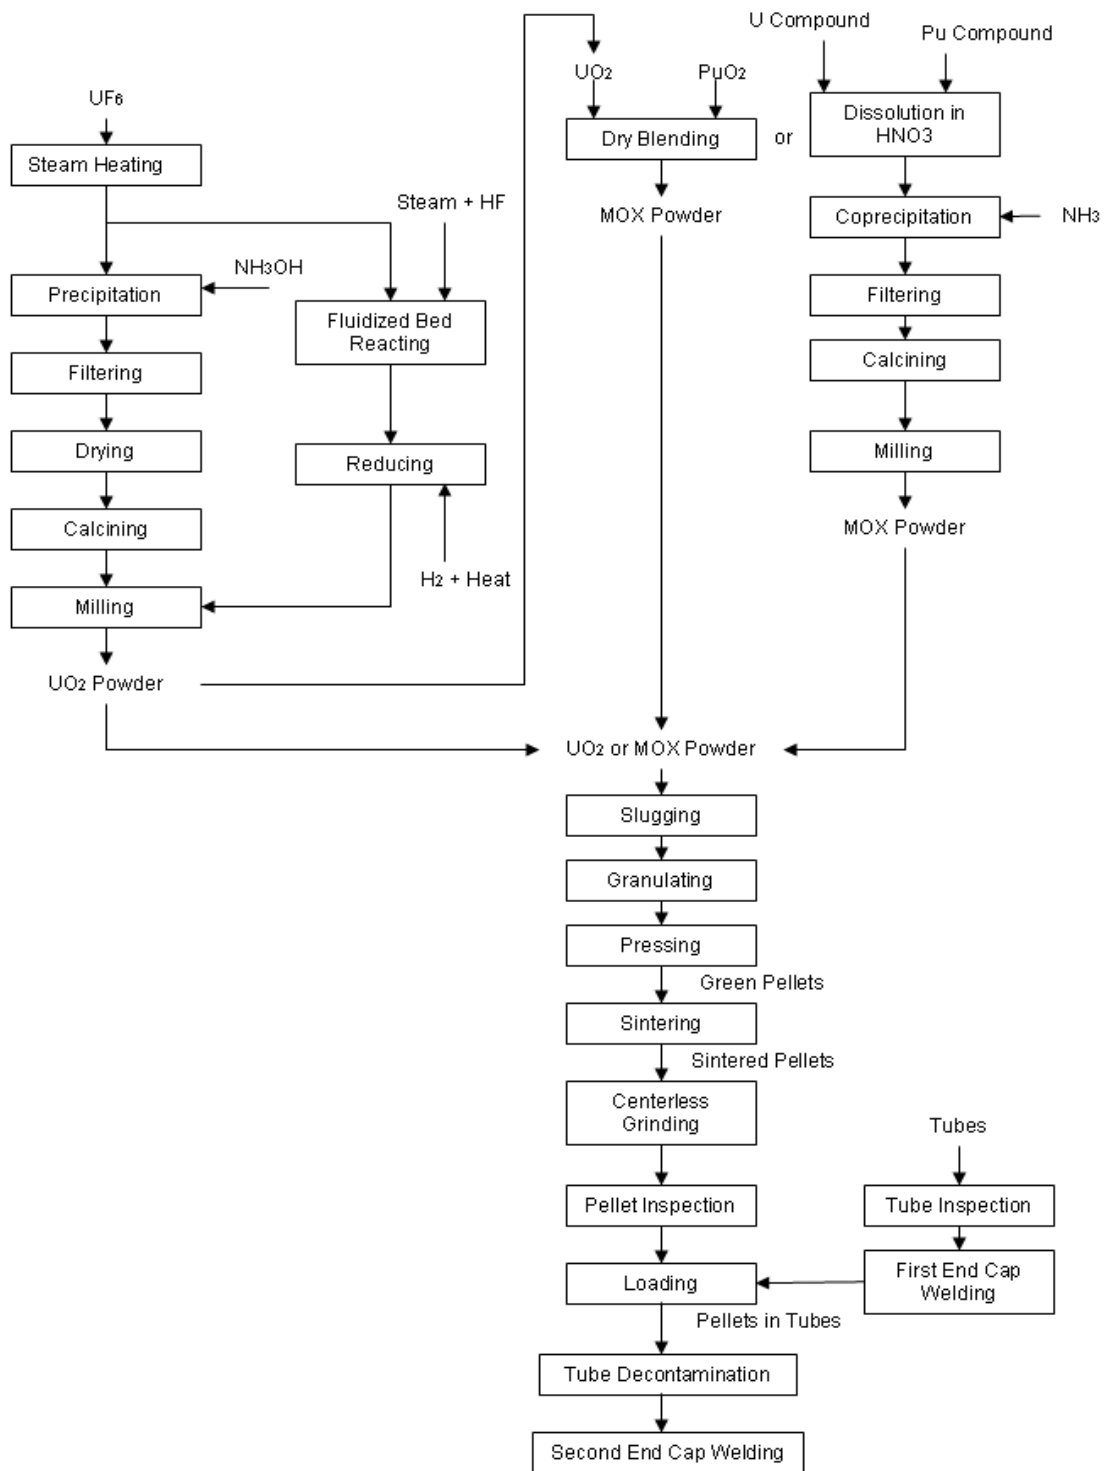 U Compound
Pu Compound
UF6
UO2
PuO2
Steam Heating
Dry Blending
or
Dissolution in
HNO3
Steam + HF
MOX Powder
Coprecipitation
NH3
NH3OH
Precipitation
Fluidized Bed
Reacting
Filtering
Filtering
Calcining
Drying
Reducing
Milling
Calcining
H2 + Heat
MOX Powder
Milling
UO2 Powder
UO2 or MOX Powder
Slugging
Granulating
Pressing
Green Pellets
Sintering
Sintered Pellets
Centerless
Grinding
Tubes
Pellet Inspection
Tube Inspection
Loading
First End Cap
Welding
Pellets in Tubes
Tube Decontamination
Second End Cap Welding